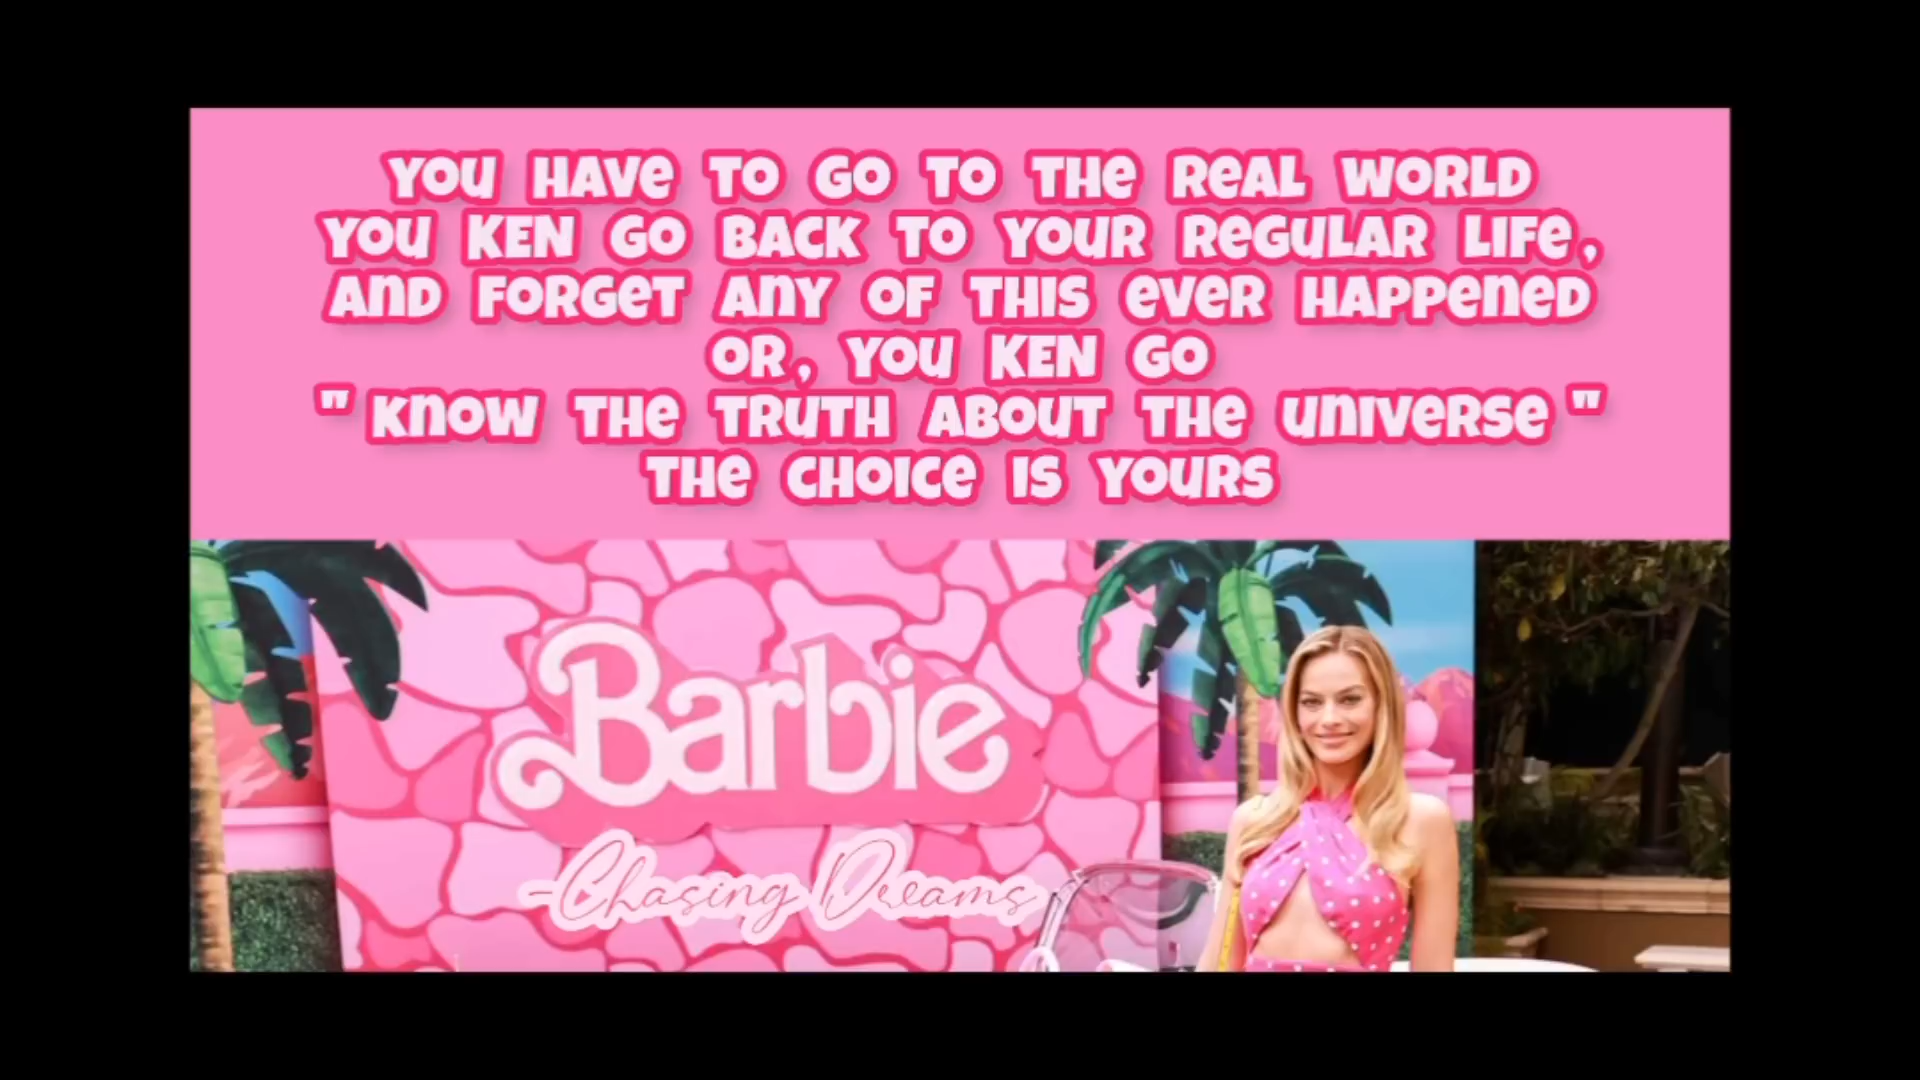 YOU HAVE TO GO TO THE REAL WORLD
YOU KEN GO BACK TO YOUR REGULAR LIFE,
AND FORGET ANY OF THIS EVER HAPPENED
OR, YOU KEN GO
"KNOW THE TRUTH ABOUT THE UNIVERSE"
THE CHOICE IS YOURS
Barbie
-Chasing Dreams